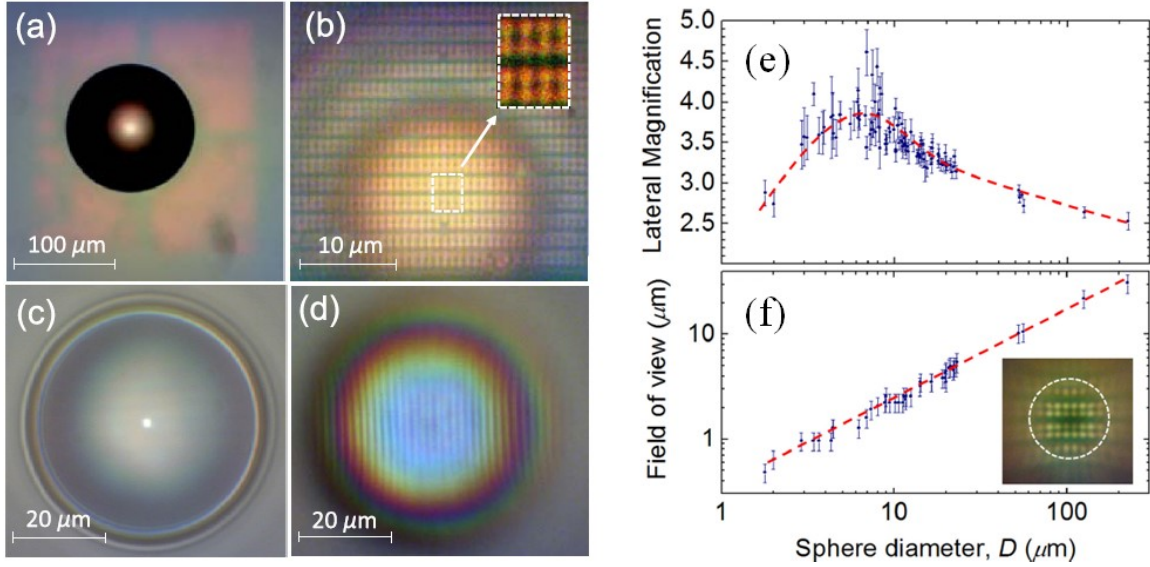 (a)
100 μm
(b)
10 μm
(c)
20 μm
(d)
20 μm
5.0
4.5
4.0
3.5
3.0
2.5
Lateral Magnification
(e)
10
1
Field of view (μm)
(f)
1
10
100
Sphere diameter, D (μm)